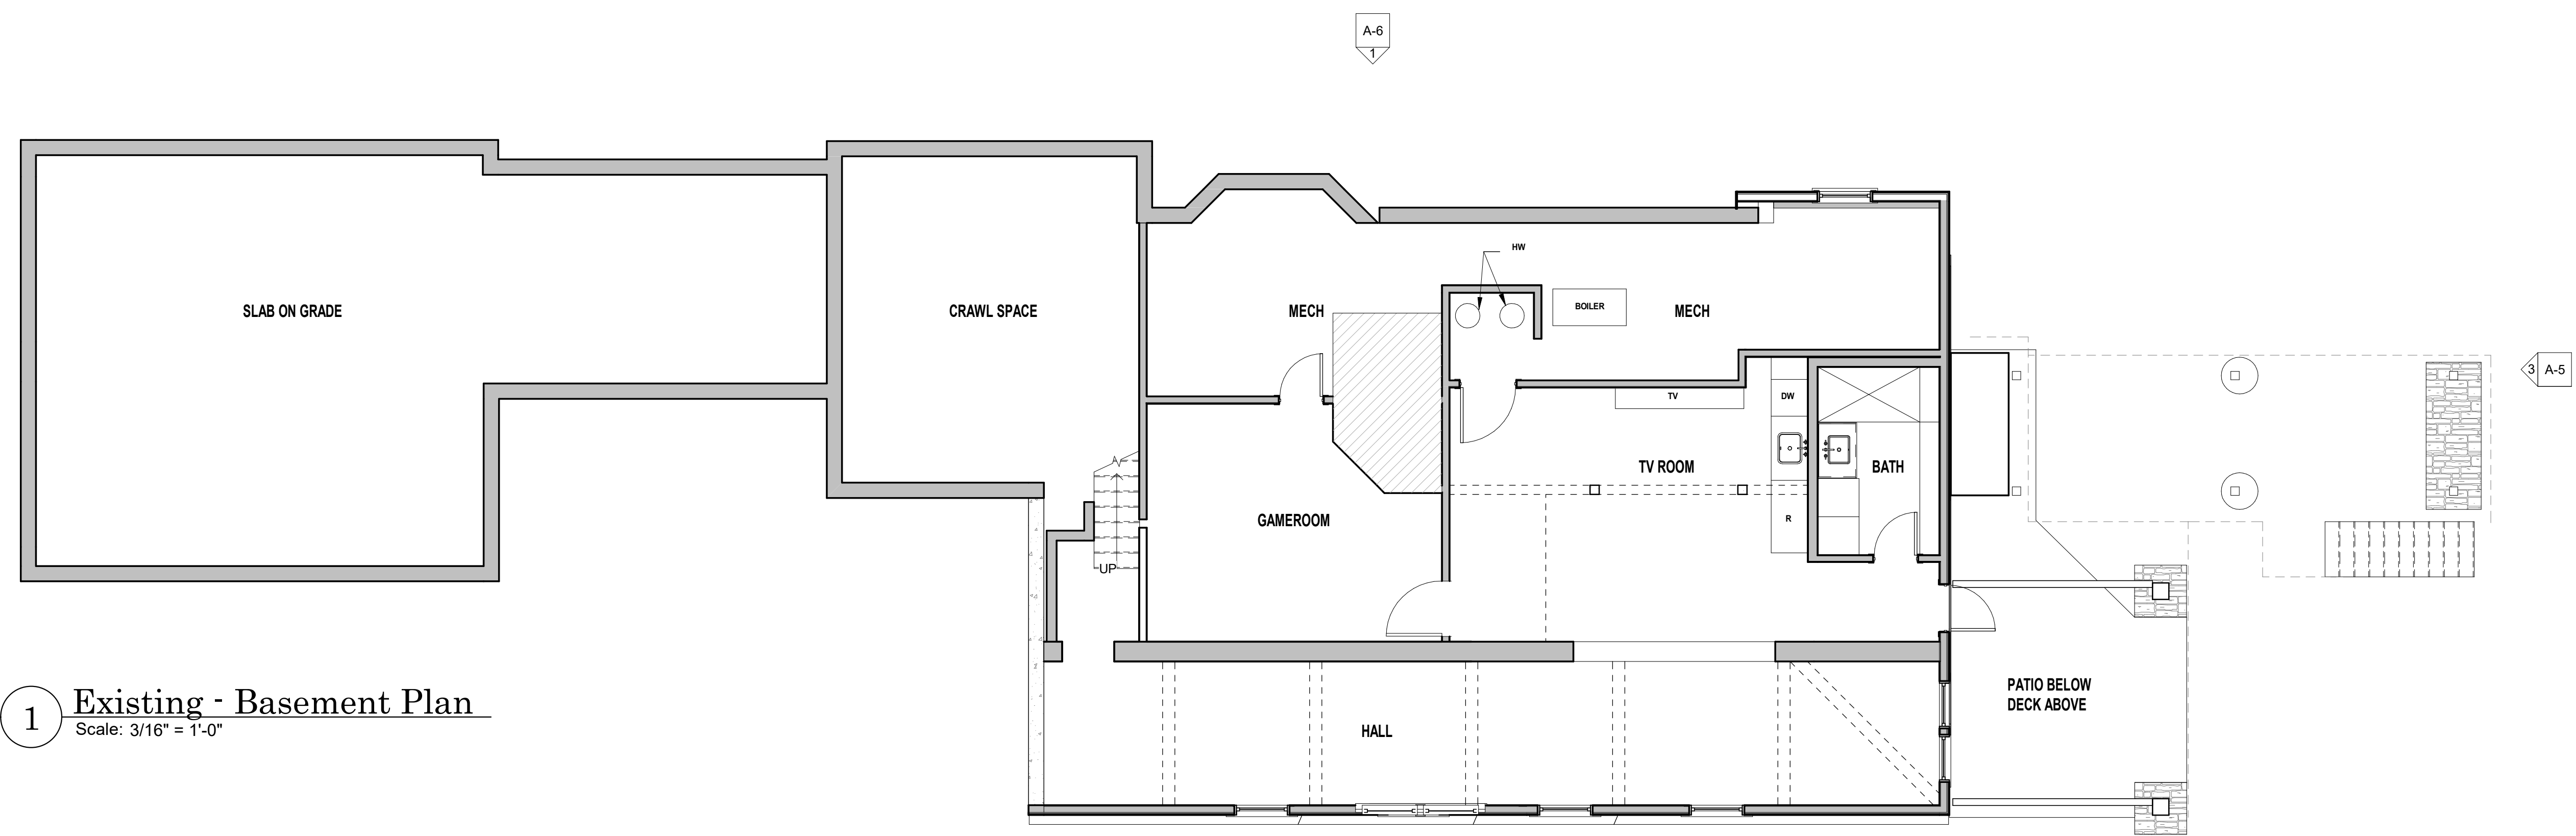 A-6
1
SLAB ON GRADE
CRAWL SPACE
MECH
HW
BOILER
MECH
3 A-5
TV
DW
TV ROOM
BATH
GAMEROOM
R
UP
PATIO BELOW
DECK ABOVE
HALL
1
Existing - Basement Plan
Scale: 3/16" = 1'-0"